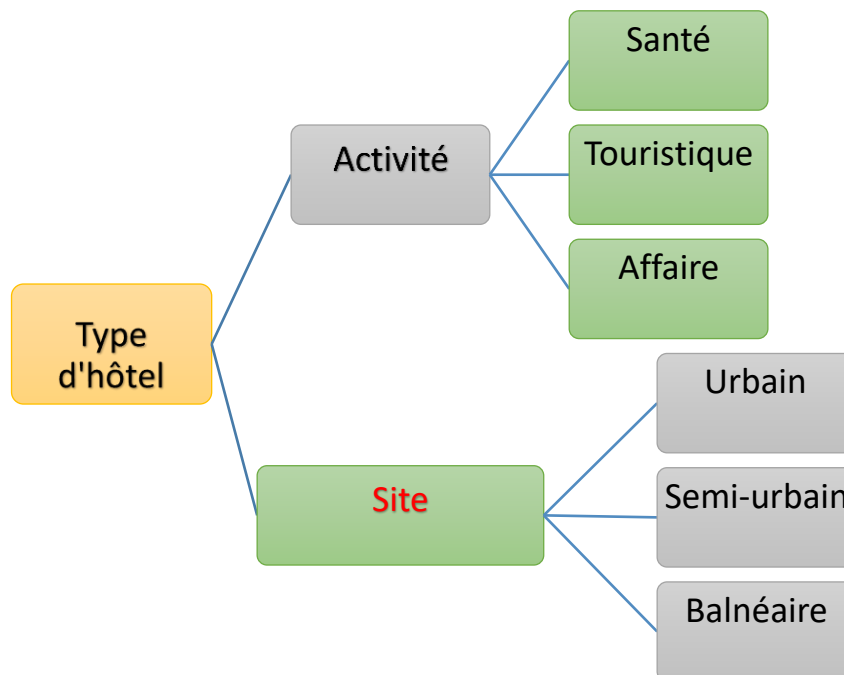 Santé
Activité
Touristique
Affaire
Type
d'hôtel
Urbain
Site
Semi-urbain
Balnéaire